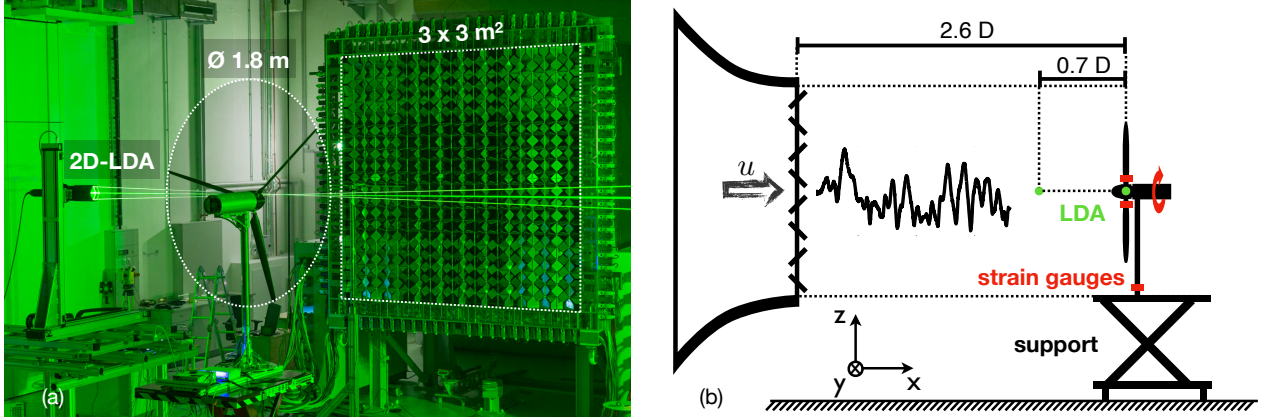 3 x 3 m²
Ø 1.8 m
2D-LDA
(a)
2.6 D
0.7 D
u
LDA
strain gauges
z
support
y
x
(b)